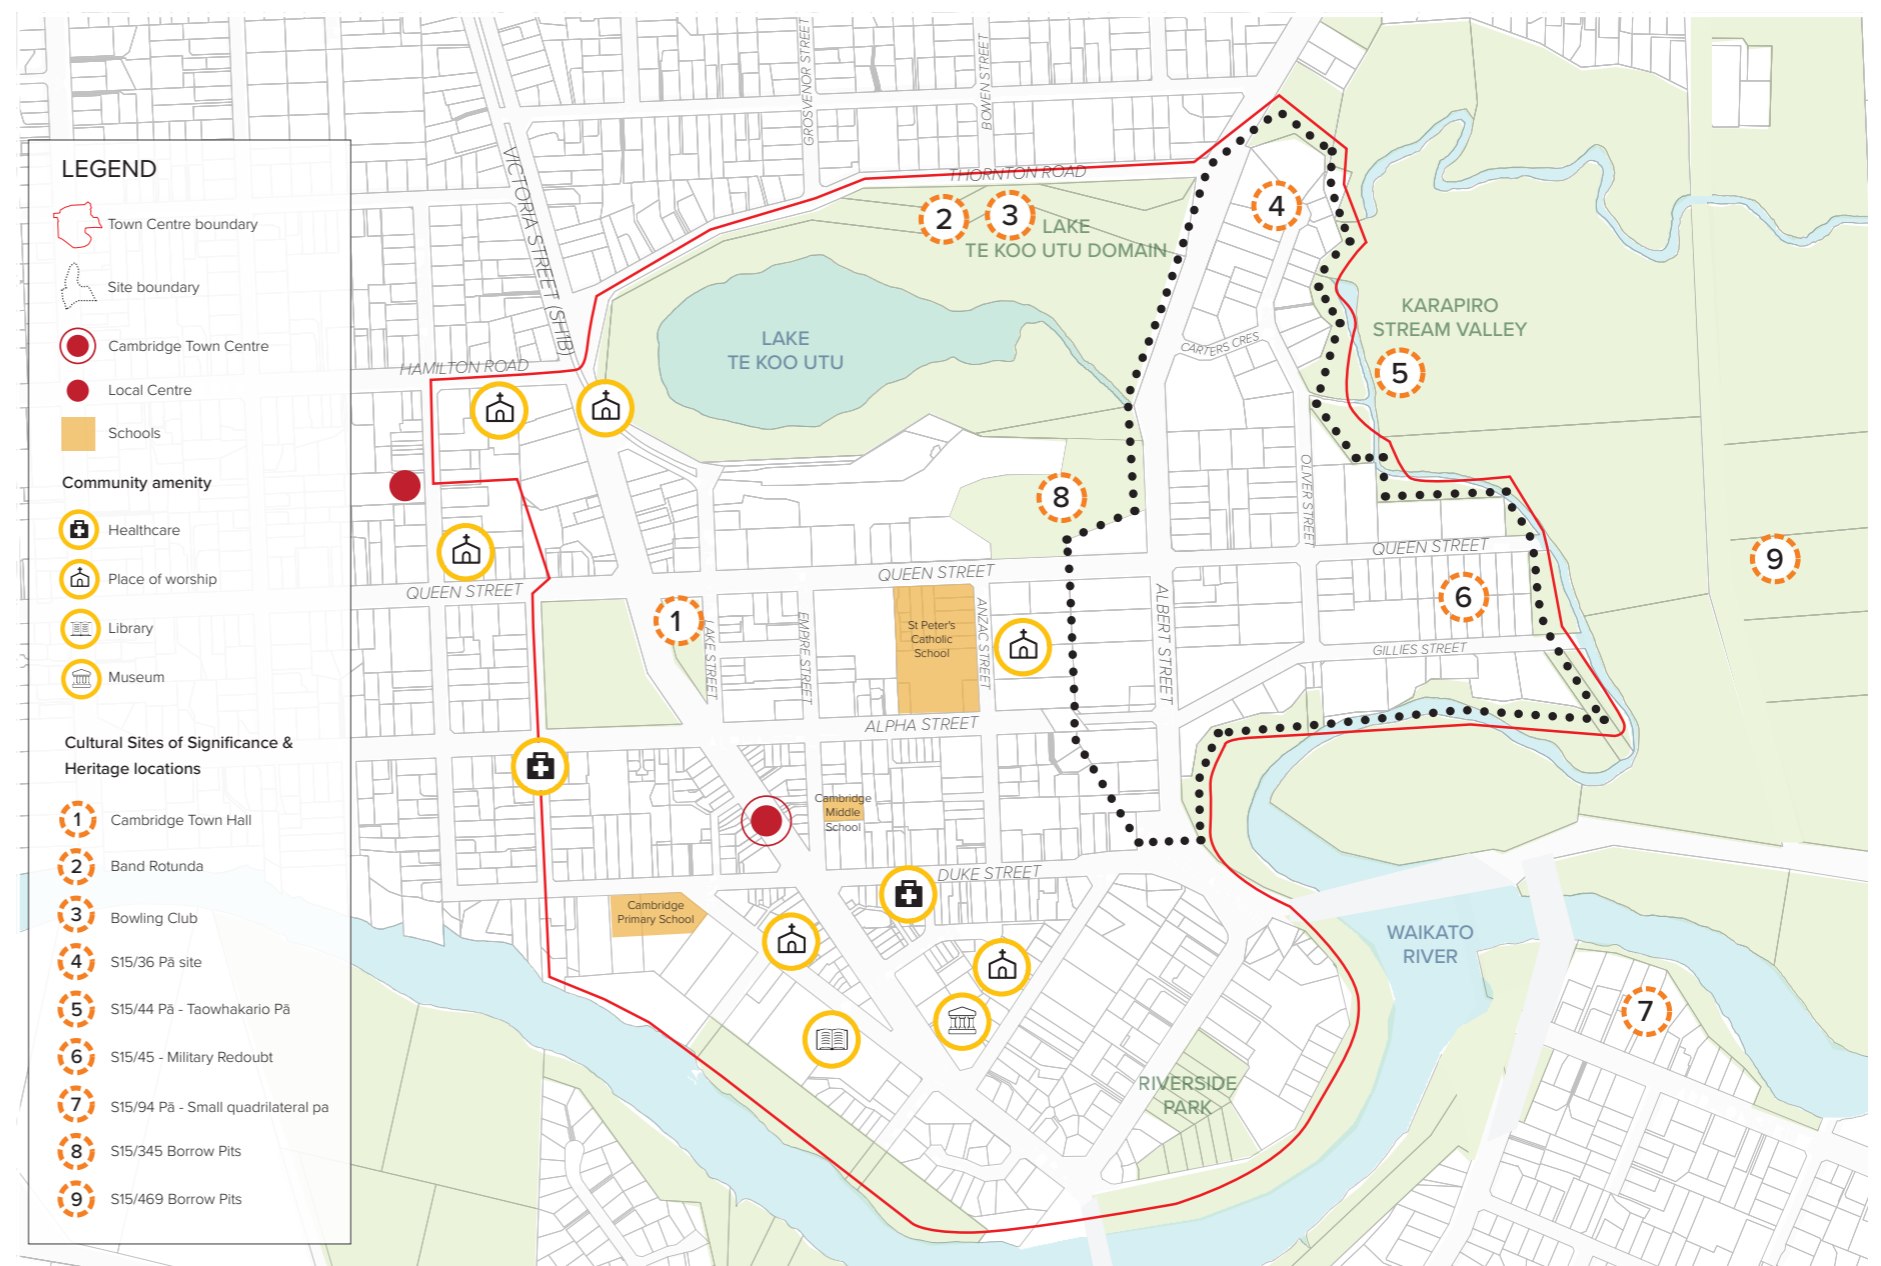 LEGEND
Town Centre boundary
Site boundary
Cambridge Town Centre
Local Centre
Schools
Community amenity
Healthcare
Place of worship
Library
Museum
Cultural Sites of Significance &
Heritage locations
1 Cambridge Town Hall
2 Band Rotunda
3 Bowling Club
4 S15/36 Pā site
5 S15/44 Pā - Taowhakario Pā
6 S15/45 - Military Redoubt
7 S15/94 Pā - Small quadrilateral pa
8 S15/345 Borrow Pits
9 S15/469 Borrow Pits
GROSVENOR STREET
BOWEN STREET
VICTORIA STREET (SH1B)
THORNTON ROAD
2
3
4
LAKE
TE KOO UTU DOMAIN
KARAPIRO
STREAM VALLEY
LAKE
TE KOO UTU
CARTERS CRES
HAMILTON ROAD
5
8
OLIVER STREET
QUEEN STREET
9
QUEEN STREET
QUEEN STREET
6
1
LAKE STREET
EMPIRE STREET
St Peter's
Catholic
School
ANZAC STREET
ALBERT STREET
GILLIES STREET
ALPHA STREET
Cambridge
Middle
School
DUKE STREET
Cambridge
Primary School
WAIKATO
RIVER
7
RIVERSIDE
PARK